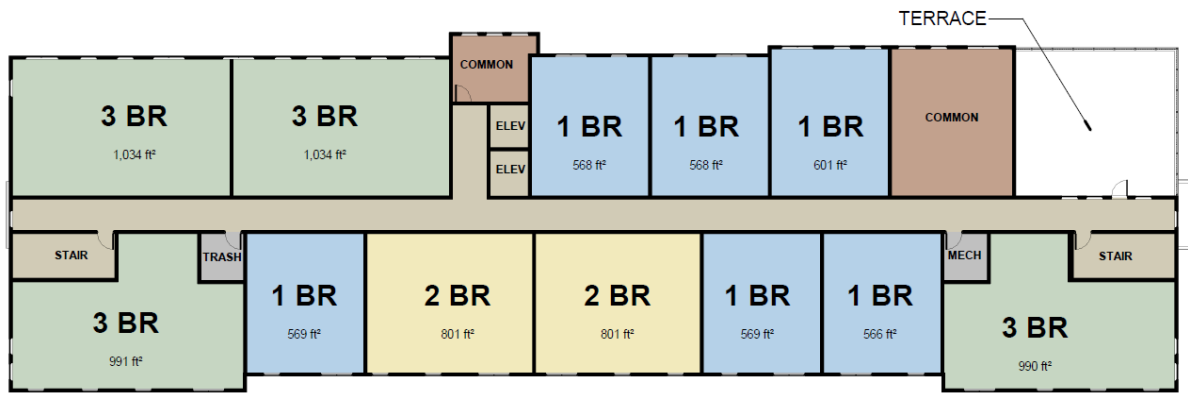 TERRACE
COMMON
3 BR
1,034 ft²
3 BR
1,034 ft²
ELEV
ELEV
1 BR
568 ft²
1 BR
568 ft²
1 BR
601 ft²
COMMON
STAIR
TRASH
3 BR
991 ft²
1 BR
569 ft²
2 BR
801 ft²
2 BR
801 ft²
1 BR
569 ft²
1 BR
566 ft²
MECH
STAIR
3 BR
990 ft²